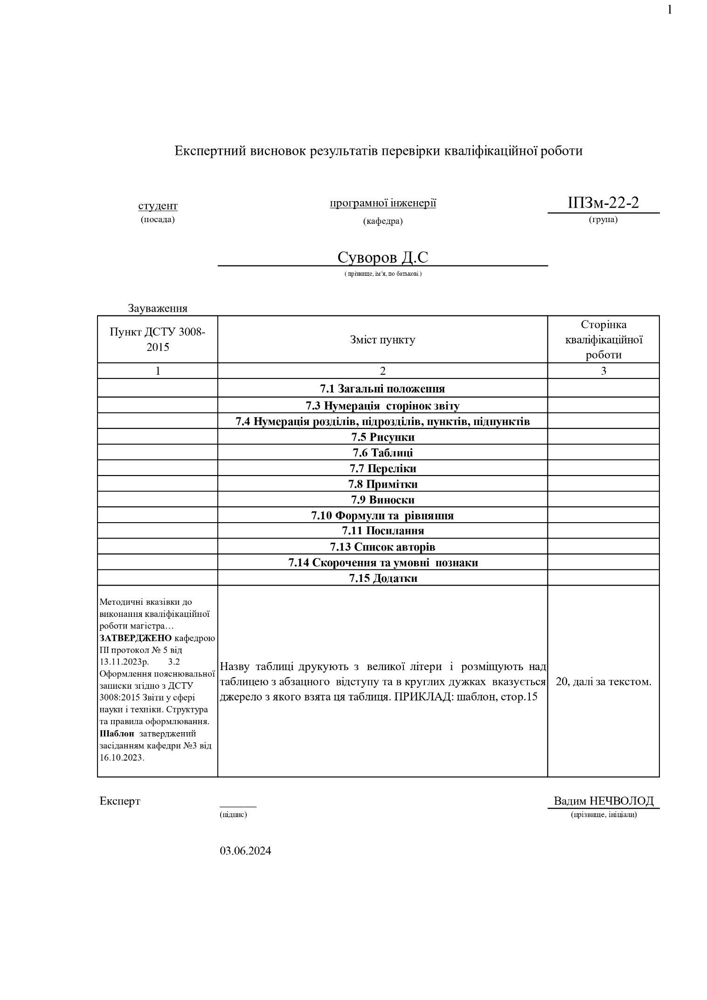 1
Експертний висновок результатів перевірки кваліфікаційної роботи
студент
(посада)
програмної інженерії
(кафедра)
ІПЗм-22-2
(група)
Суворов Д.С
( прізвище, ім’я, по батькові )
Зауваження
Пункт ДСТУ 3008-
2015
Зміст пункту
Сторінка
кваліфікаційної
роботи
1
2
3
7.1 Загальні положення
7.3 Нумерація сторінок звіту
7.4 Нумерація розділів, підрозділів, пунктів, підпунктів
7.5 Рисунки
7.6 Таблиці
7.7 Переліки
7.8 Примітки
7.9 Виноски
7.10 Формули та рівняння
7.11 Посилання
7.13 Список авторів
7.14 Скорочення та умовні познаки
7.15 Додатки
Методичні вказівки до
виконання кваліфікаційної
роботи магістра…
ЗАТВЕРДЖЕНО кафедрою
ПІ протокол № 5 від
13.11.2023р. 3.2
Оформлення пояснювальної
записки згідно з ДСТУ
3008:2015 Звіти у сфері
науки і техніки. Структура
та правила оформлювання.
Шаблон затверджений
засіданням кафедри №3 від
16.10.2023.
Назву таблиці друкують з великої літери і розміщують над
таблицею з абзацного відступу та в круглих дужках вказується
джерело з якого взята ця таблиця. ПРИКЛАД: шаблон, стор.15
20, далі за текстом.
Експерт
______
(підпис)
Вадим НЕЧВОЛОД
(прізвище, ініціали)
03.06.2024